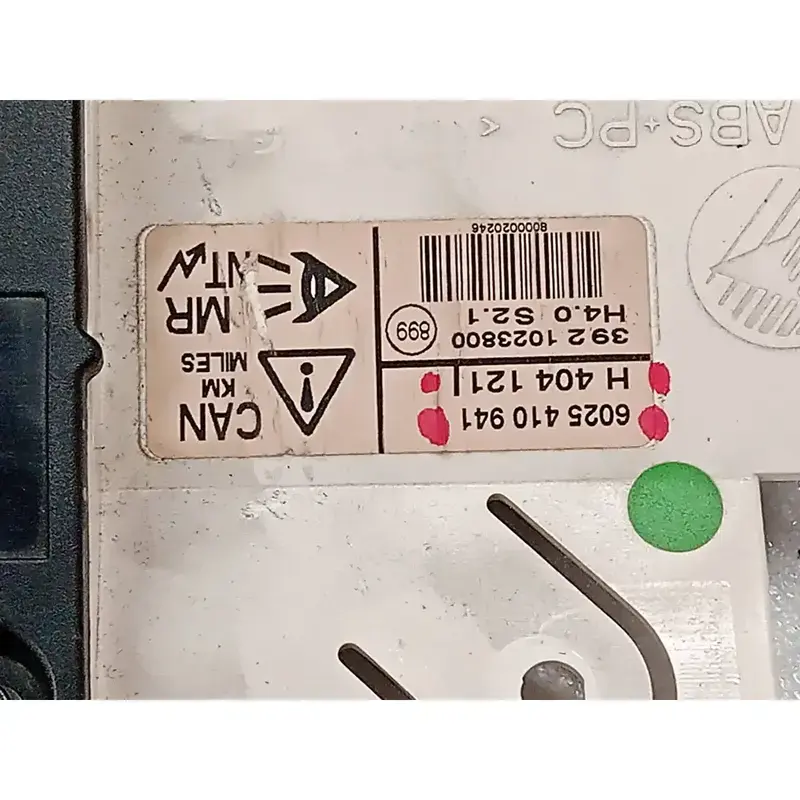 >ABS+PC<
6025 410 941
H 404 121 I
39.2 1023800
H4.0 S2.1
899
8000020246
CAN
KM
MILES
MR
NT